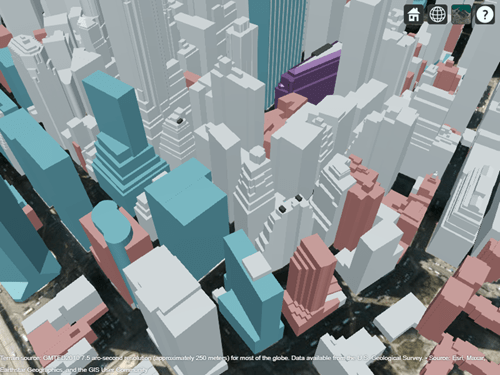 Terrain source: GMTED2010 7.5 arc-second resolution (approximately 250 meters) for most of the globe. Data available from U.S. Geological Survey. - Source: Esri, Maxar,
Earthstar Geographics, and the GIS User Community
?